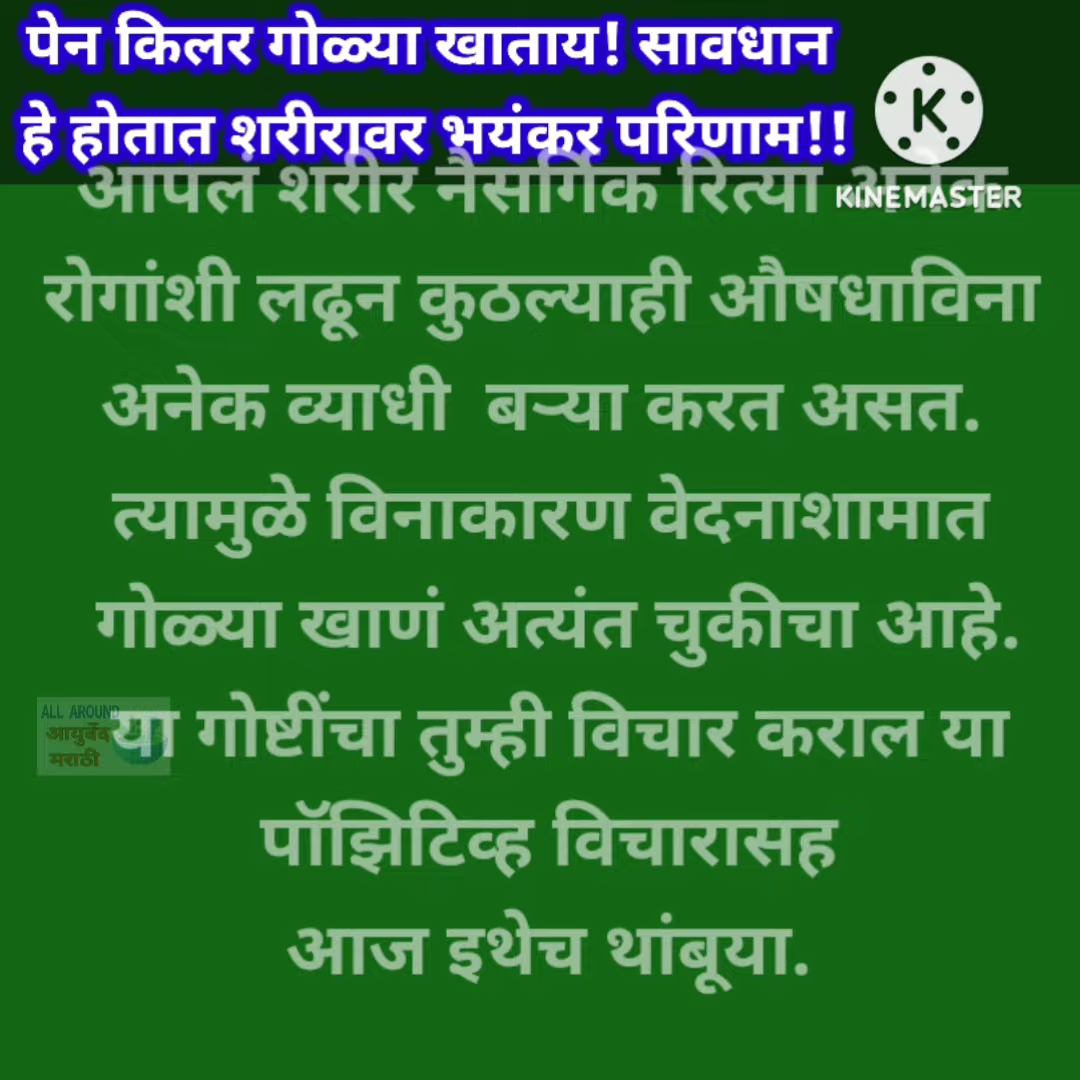 पेन किलर गोळ्या खाताय! सावधान
हे होतात शरीरावर भयंकर परिणाम!!
KINEMASTER
आपलं शरीर नैसर्गिक रित्या अनेक
रोगांशी लढून कुठल्याही औषधाविना
अनेक व्याधी बऱ्या करत असत.
त्यामुळे विनाकारण वेदनाशामात
गोळ्या खाणं अत्यंत चुकीचा आहे.
या गोष्टींचा तुम्ही विचार कराल या
ALL AROUND
आयुर्वेद
मराठी
पॉझिटिव्ह विचारासह
आज इथेच थांबूया.